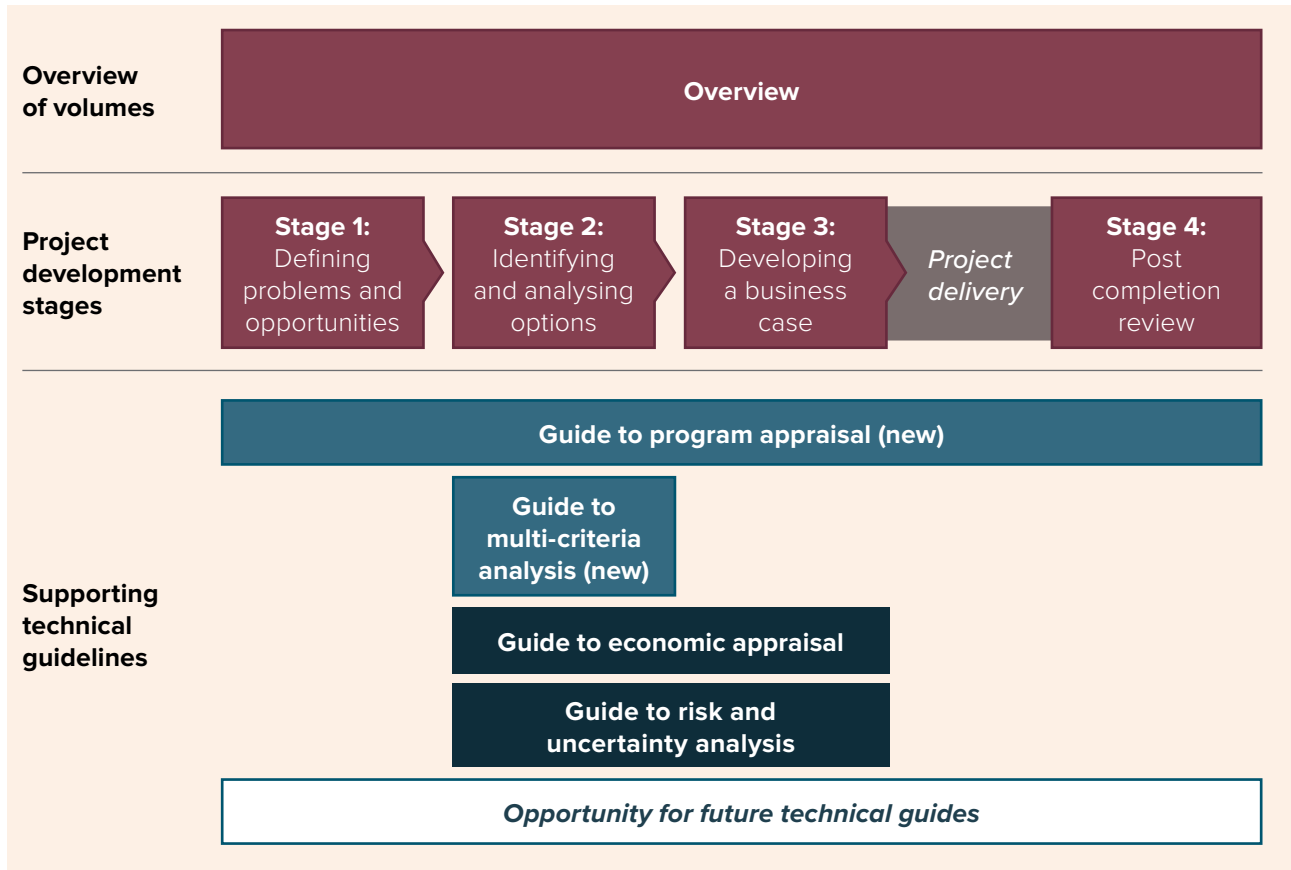 Overview
of volumes
Overview
Project
development
stages
Stage 1:
Defining
problems and
opportunities
Stage 2:
Identifying
and analysing
options
Stage 3:
Developing
a business
case
Project
delivery
Stage 4:
Post
completion
review
Supporting
technical
guidelines
Guide to program appraisal (new)
Guide to
multi-criteria
analysis (new)
Guide to economic appraisal
Guide to risk and
uncertainty analysis
Opportunity for future technical guides